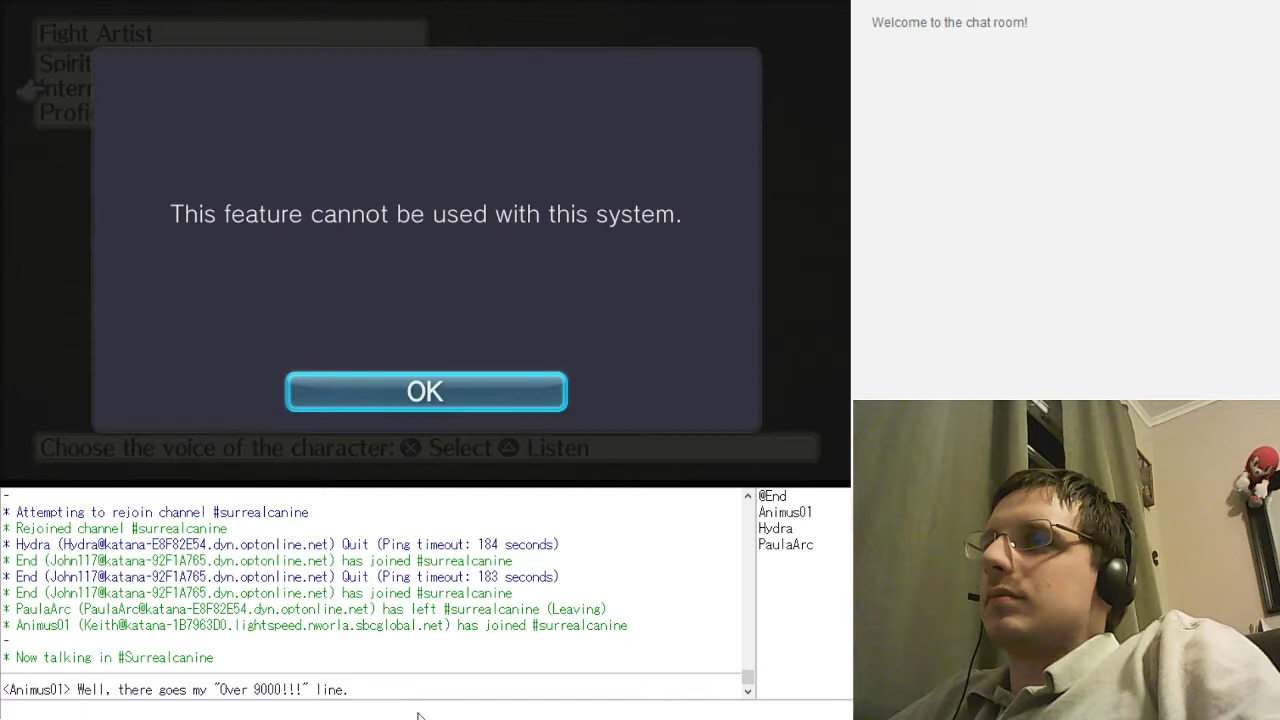 Fight Artist
Spirit
Intern
Profi
This feature cannot be used with this system.
OK
Choose the voice of the character: Select Listen
Welcome to the chat room!
-
* Attempting to rejoin channel #surrealcanine
* Rejoined channel #surrealcanine
* Hydra (Hydra@katana-E8F82E54.dyn.optonline.net) Quit (Ping timeout: 184 seconds)
* End (John117@katana-92F1A765.dyn.optonline.net) has joined #surrealcanine
* End (John117@katana-92F1A765.dyn.optonline.net) Quit (Ping timeout: 183 seconds)
* End (John117@katana-92F1A765.dyn.optonline.net) has joined #surrealcanine
* PaulaArc (PaulaArc@katana-E8F82E54.dyn.optonline.net) has left #surrealcanine (Leaving)
* Animus01 (Keith@katana-1B7963D0.lightspeed.nworla.sbcglobal.net) has joined #surrealcanine
-
* Now talking in #Surrealcanine
<Animus01> Well, there goes my "Over 9000!!!" line.
@End
Animus01
Hydra
PaulaArc